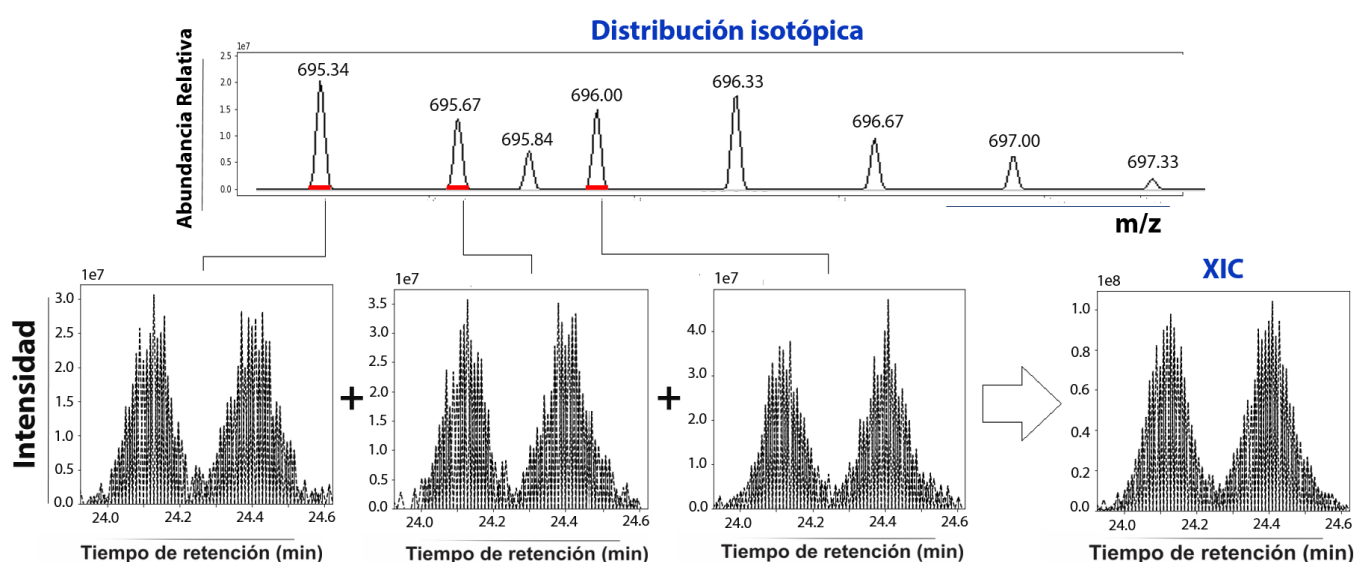 Distribución isotópica
Abundancia Relativa
1e7
2.5
2.0
1.5
1.0
0.5
0.0
695.34
695.67
695.84
696.00
696.33
696.67
697.00
697.33
m/z
Intensidad
1e7
3.0
2.5
2.0
1.5
1.0
0.5
0.0
24.0 24.2 24.4 24.6
Tiempo de retención (min)
+
1e7
3.5
3.0
2.5
2.0
1.5
1.0
0.5
0.0
24.0 24.2 24.4 24.6
Tiempo de retención (min)
+
1e7
4.0
3.0
2.0
1.0
0.0
24.0 24.2 24.4 24.6
Tiempo de retención (min)
XIC
1e8
1.0
0.8
0.6
0.4
0.2
0.0
24.0 24.2 24.4 24.6
Tiempo de retención (min)